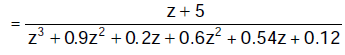 = z + 5
z³ + 0.9z² + 0.2z + 0.6z² + 0.54z + 0.12